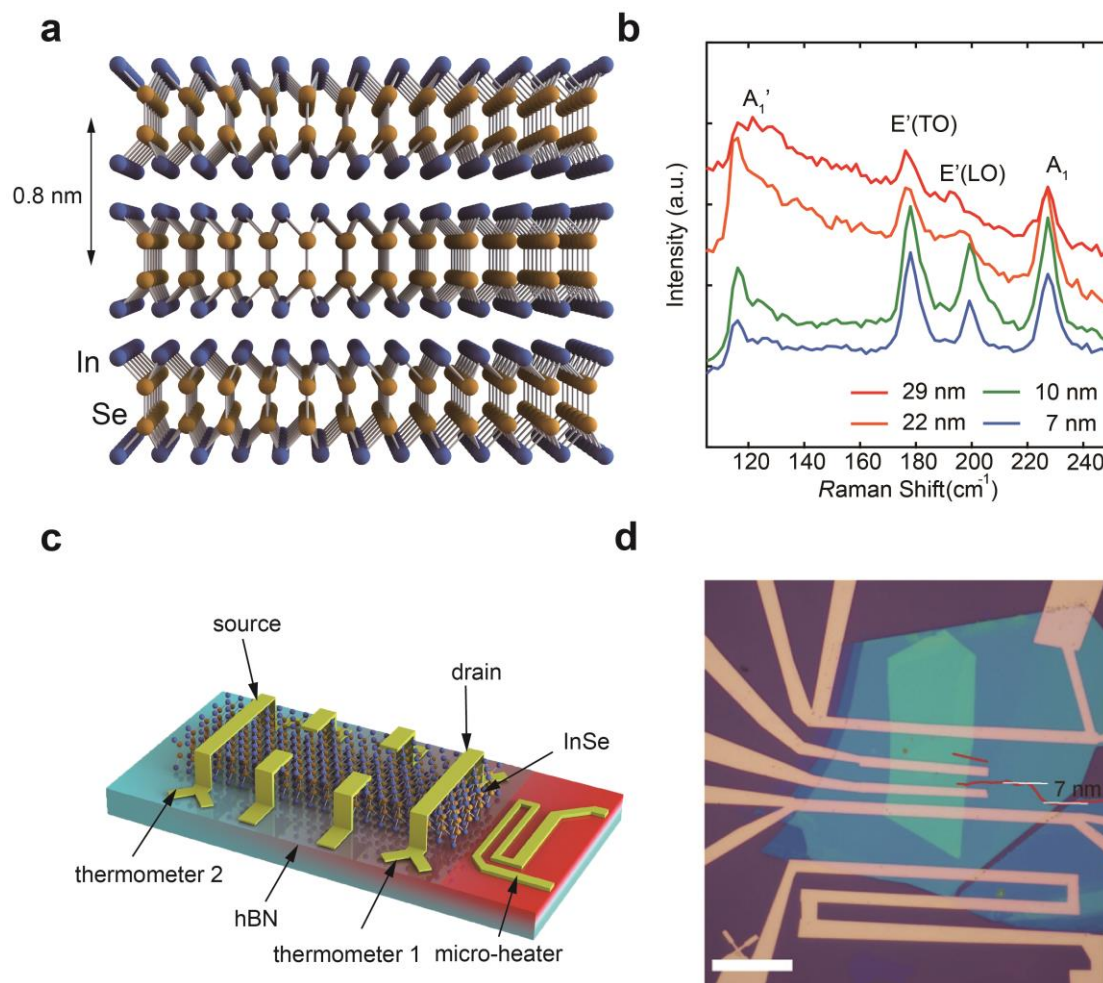 a
0.8 nm
In
Se
b
A₁’
E’(TO)
E’(LO)
A₁
Intensity (a.u.)
29 nm
10 nm
22 nm
7 nm
120 140 160 180 200 220 240
Raman Shift(cm⁻¹)
c
source
drain
InSe
thermometer 2
hBN
thermometer 1
micro-heater
d
7 nm